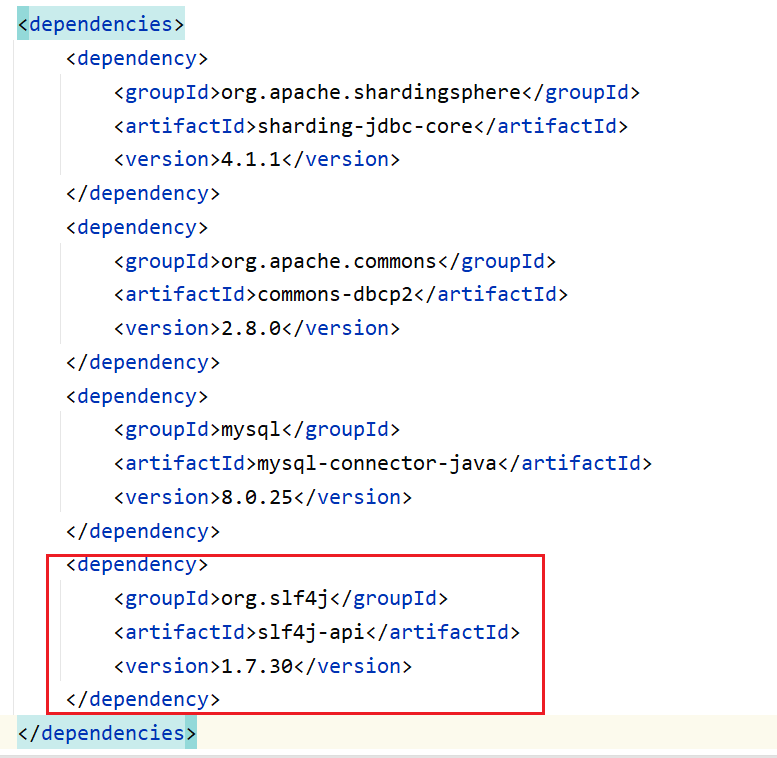 <dependencies>
<dependency>
<groupId>org.apache.shardingsphere</groupId>
<artifactId>sharding-jdbc-core</artifactId>
<version>4.1.1</version>
</dependency>
<dependency>
<groupId>org.apache.commons</groupId>
<artifactId>commons-dbcp2</artifactId>
<version>2.8.0</version>
</dependency>
<dependency>
<groupId>mysql</groupId>
<artifactId>mysql-connector-java</artifactId>
<version>8.0.25</version>
</dependency>
<dependency>
<groupId>org.slf4j</groupId>
<artifactId>slf4j-api</artifactId>
<version>1.7.30</version>
</dependency>
</dependencies>